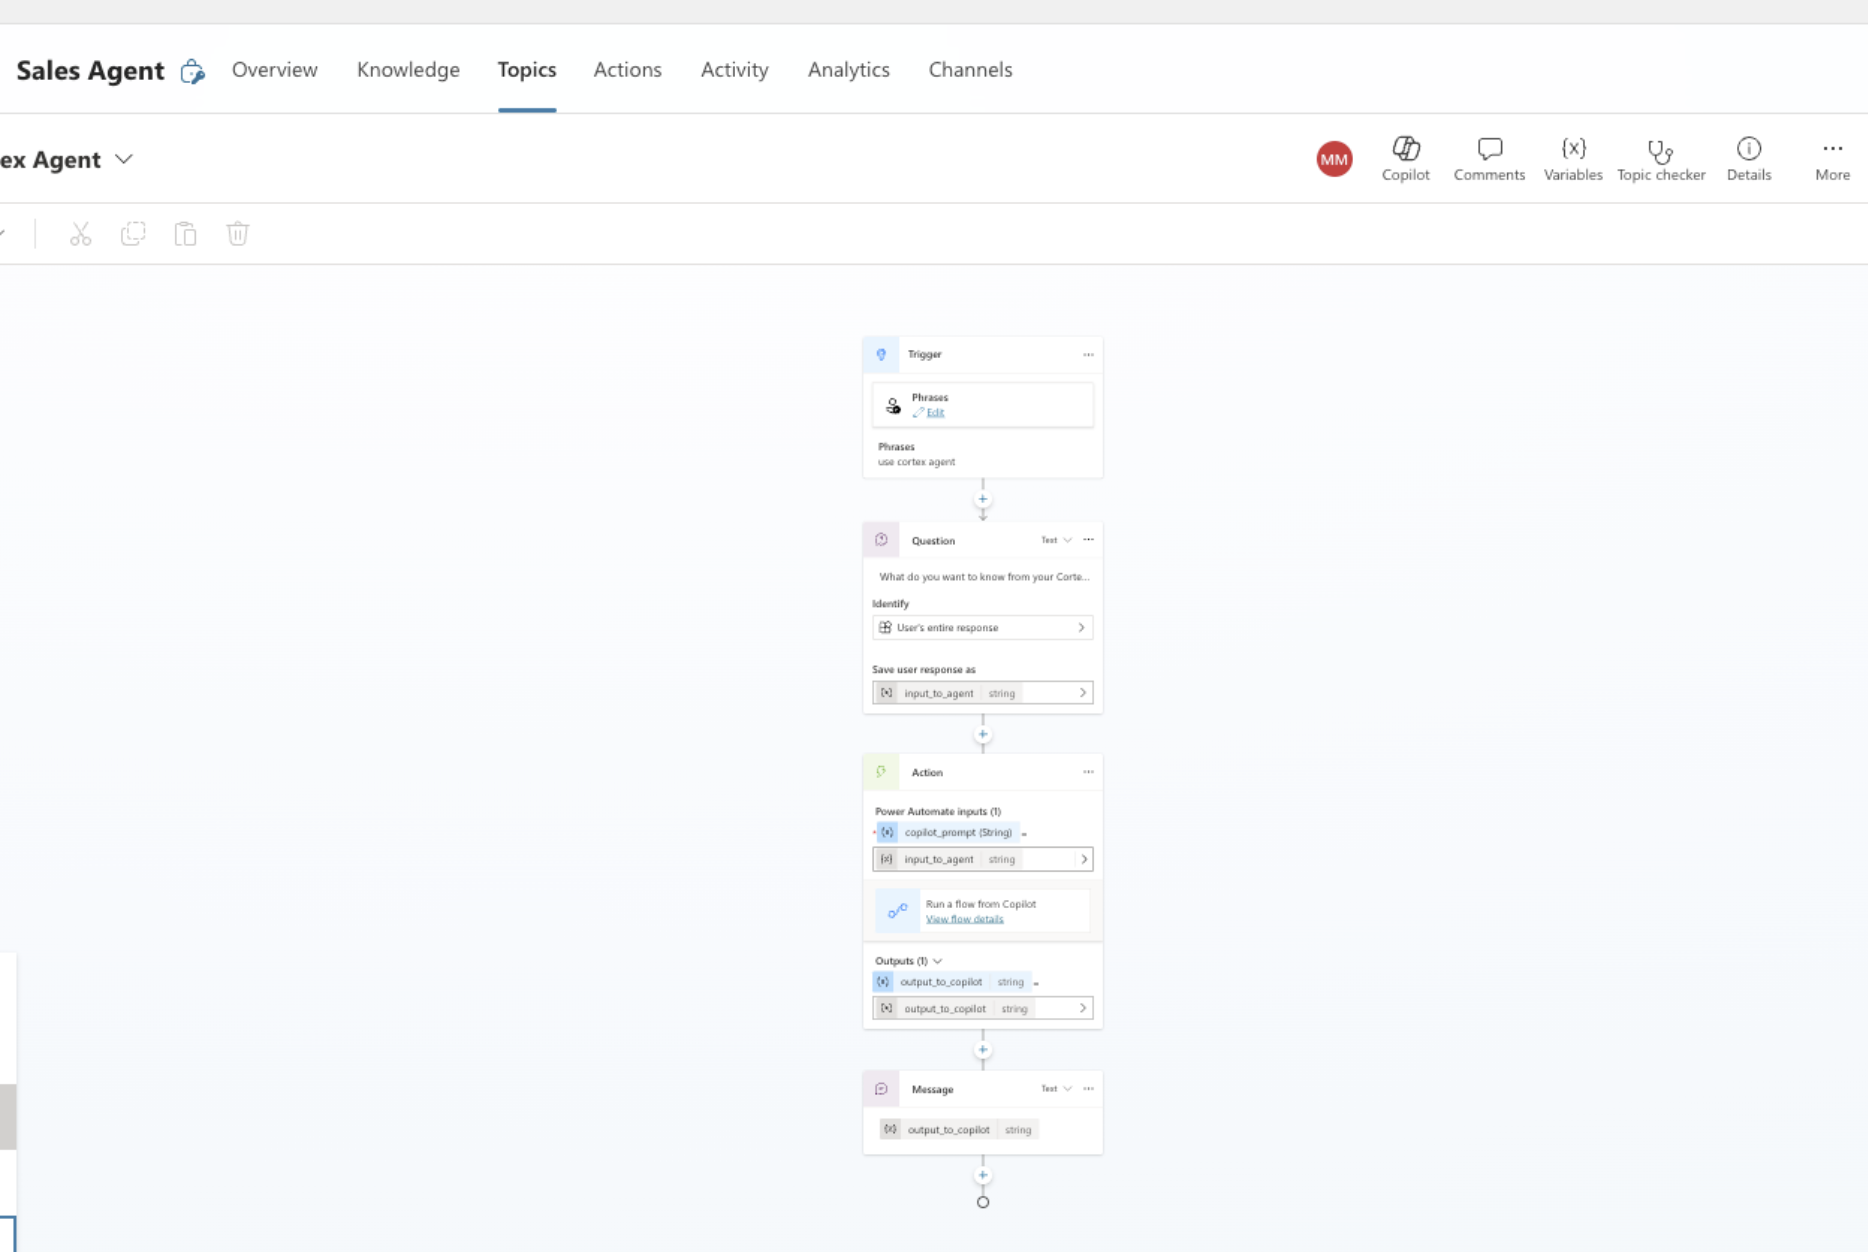 Sales Agent Overview Knowledge Topics Actions Activity Analytics Channels
ex Agent
MM Copilot Comments {x} Variables Topic checker Details ... More
Trigger ...
Phrases
Edit
Phrases
use cortex agent
+
Question Text ...
What do you want to know from your Corte...
Identify
User's entire response
Save user response as
{x} input_to_agent string
+
Action ...
Power Automate inputs (1)
* {x} copilot_prompt (String) =
{x} input_to_agent string
Run a flow from Copilot
View flow details
Outputs (1)
{x} output_to_copilot string =
{x} output_to_copilot string
+
Message Text ...
{x} output_to_copilot string
+